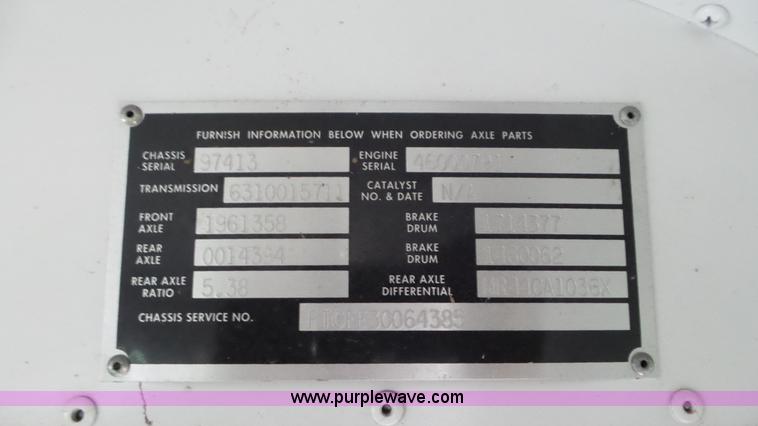 FURNISH INFORMATION BELOW WHEN ORDERING AXLE PARTS
CHASSIS SERIAL 97413 ENGINE SERIAL
TRANSMISSION 6310015711 CATALYST NO. & DATE N/A
FRONT AXLE 1961358 BRAKE DRUM
REAR AXLE 0014394 BRAKE DRUM
REAR AXLE RATIO 5.38 REAR AXLE DIFFERENTIAL
CHASSIS SERVICE NO.
www.purplewave.com